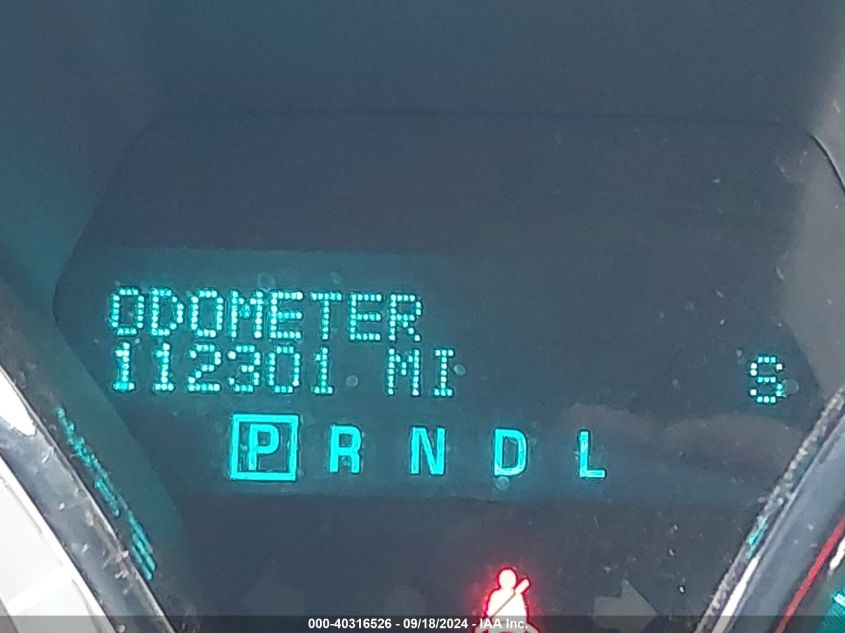 ODOMETER
112301 MI S
P R N D L
000-40316526 - 09/18/2024 - IAA Inc.